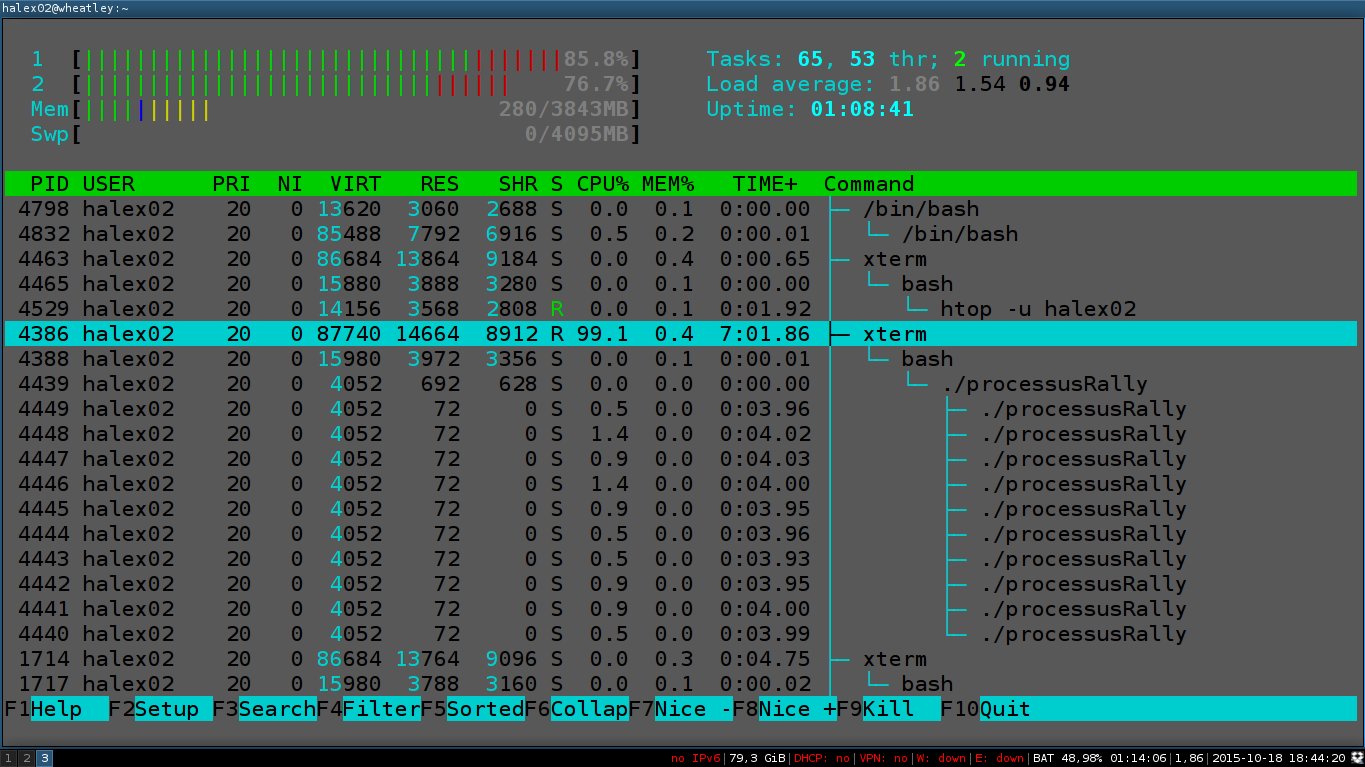 halex02@wheatley:~
1 [||||||||||||||||||||||||||||||||||||||85.8%] Tasks: 65, 53 thr; 2 running
2 [||||||||||||||||||||||||||||||||| 76.7%] Load average: 1.86 1.54 0.94
Mem[|||||||||| 280/3843MB] Uptime: 01:08:41
Swp[ 0/4095MB]
PID USER PRI NI VIRT RES SHR S CPU% MEM% TIME+ Command
4798 halex02 20 0 13620 3060 2688 S 0.0 0.1 0:00.00 ├─ /bin/bash
4832 halex02 20 0 85488 7792 6916 S 0.5 0.2 0:00.01 │ └─ /bin/bash
4463 halex02 20 0 86684 13864 9184 S 0.0 0.4 0:00.65 ├─ xterm
4465 halex02 20 0 15880 3888 3280 S 0.0 0.1 0:00.00 │ └─ bash
4529 halex02 20 0 14156 3568 2808 R 0.0 0.1 0:01.92 │ └─ htop -u halex02
4386 halex02 20 0 87740 14664 8912 R 99.1 0.4 7:01.86 ├─ xterm
4388 halex02 20 0 15980 3972 3356 S 0.0 0.1 0:00.01 │ └─ bash
4439 halex02 20 0 4052 692 628 S 0.0 0.0 0:00.00 │ └─ ./processusRally
4449 halex02 20 0 4052 72 0 S 0.5 0.0 0:03.96 │ ├─ ./processusRally
4448 halex02 20 0 4052 72 0 S 1.4 0.0 0:04.02 │ ├─ ./processusRally
4447 halex02 20 0 4052 72 0 S 0.9 0.0 0:04.03 │ ├─ ./processusRally
4446 halex02 20 0 4052 72 0 S 1.4 0.0 0:04.00 │ ├─ ./processusRally
4445 halex02 20 0 4052 72 0 S 0.9 0.0 0:03.95 │ ├─ ./processusRally
4444 halex02 20 0 4052 72 0 S 0.5 0.0 0:03.96 │ ├─ ./processusRally
4443 halex02 20 0 4052 72 0 S 0.5 0.0 0:03.93 │ ├─ ./processusRally
4442 halex02 20 0 4052 72 0 S 0.9 0.0 0:03.95 │ ├─ ./processusRally
4441 halex02 20 0 4052 72 0 S 0.9 0.0 0:04.00 │ ├─ ./processusRally
4440 halex02 20 0 4052 72 0 S 0.5 0.0 0:03.99 │ └─ ./processusRally
1714 halex02 20 0 86684 13764 9096 S 0.0 0.3 0:04.75 ├─ xterm
1717 halex02 20 0 15980 3788 3160 S 0.0 0.1 0:00.02 │ └─ bash
F1Help F2Setup F3SearchF4FilterF5SortedF6CollapF7Nice -F8Nice +F9Kill F10Quit
1 2 3 no IPv6|79,3 GiB|DHCP: no|VPN: no|W: down|E: down|BAT 48,98% 01:14:06|1,86|2015-10-18 18:44:20